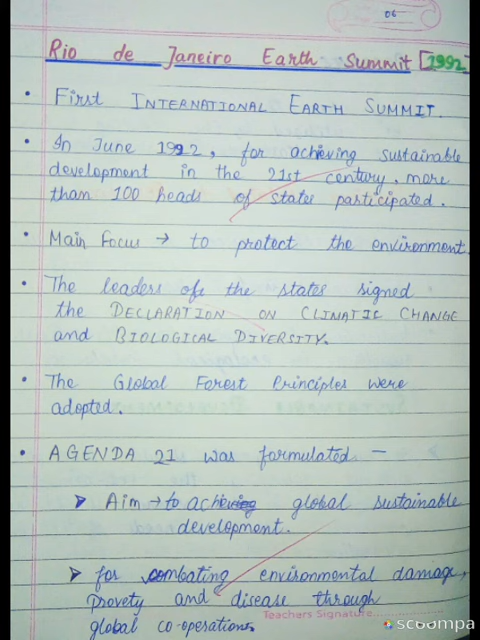 06
Rio de Janeiro Earth Summit [1992]
• First INTERNATIONAL EARTH SUMMIT.
• In June 1992, for achieving sustainable
development in the 21st century. more
than 100 heads of states participated.
• Main Focus → to protect the environment.
• The leaders of the states signed
the DECLARATION ON CLIMATIC CHANGE
and BIOLOGICAL DIVERSITY.
• The Global Forest Principles were
adopted.
• AGENDA 21 was formulated —
➤ Aim → to achieving global sustainable
development.
➤ for combating environmental damage,
provety and disease through
global co-operations
Teachers Signature
scoompa